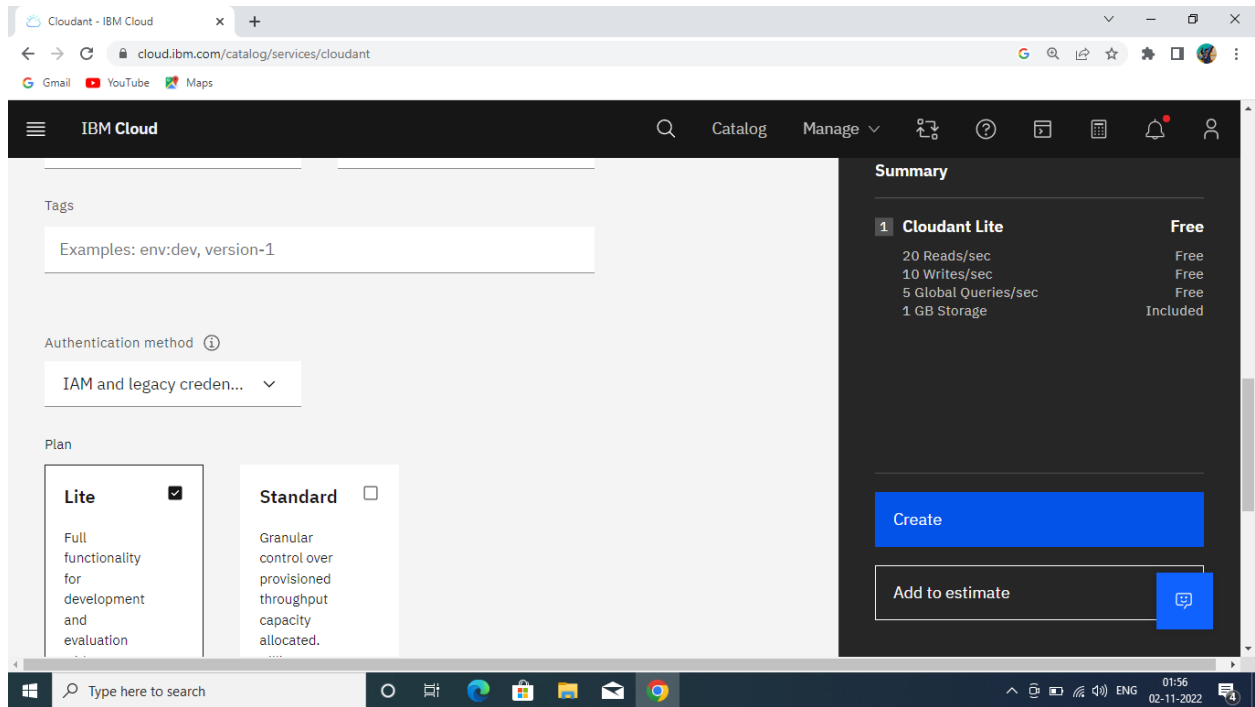 Cloudant - IBM Cloud
cloud.ibm.com/catalog/services/cloudant
Gmail YouTube Maps
IBM Cloud
Catalog
Manage
Tags
Examples: env:dev, version-1
Authentication method
IAM and legacy creden...
Plan
Lite
Full
functionality
for
development
and
evaluation
Standard
Granular
control over
provisioned
throughput
capacity
allocated.
Summary
1 Cloudant Lite Free
20 Reads/sec Free
10 Writes/sec Free
5 Global Queries/sec Free
1 GB Storage Included
Create
Add to estimate
Type here to search
ENG
01:56
02-11-2022
4